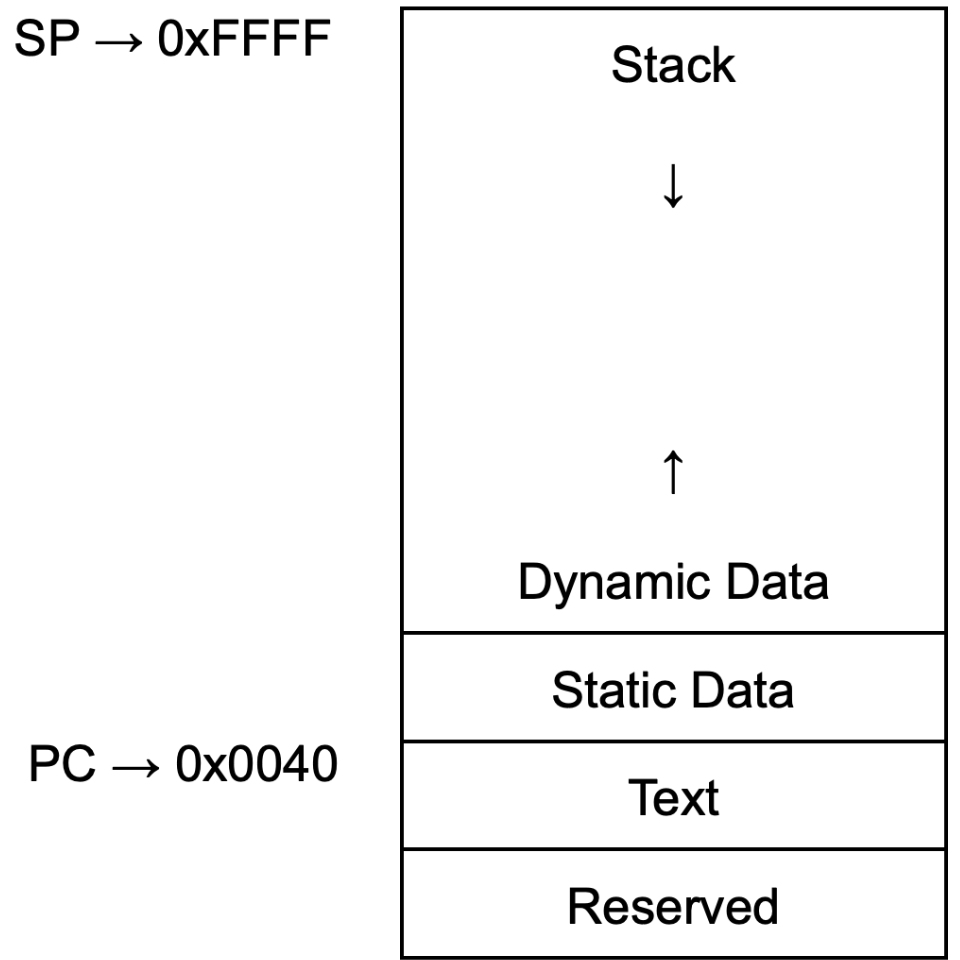 SP → 0xFFFF
Stack
↓
↑
Dynamic Data
Static Data
PC → 0x0040
Text
Reserved